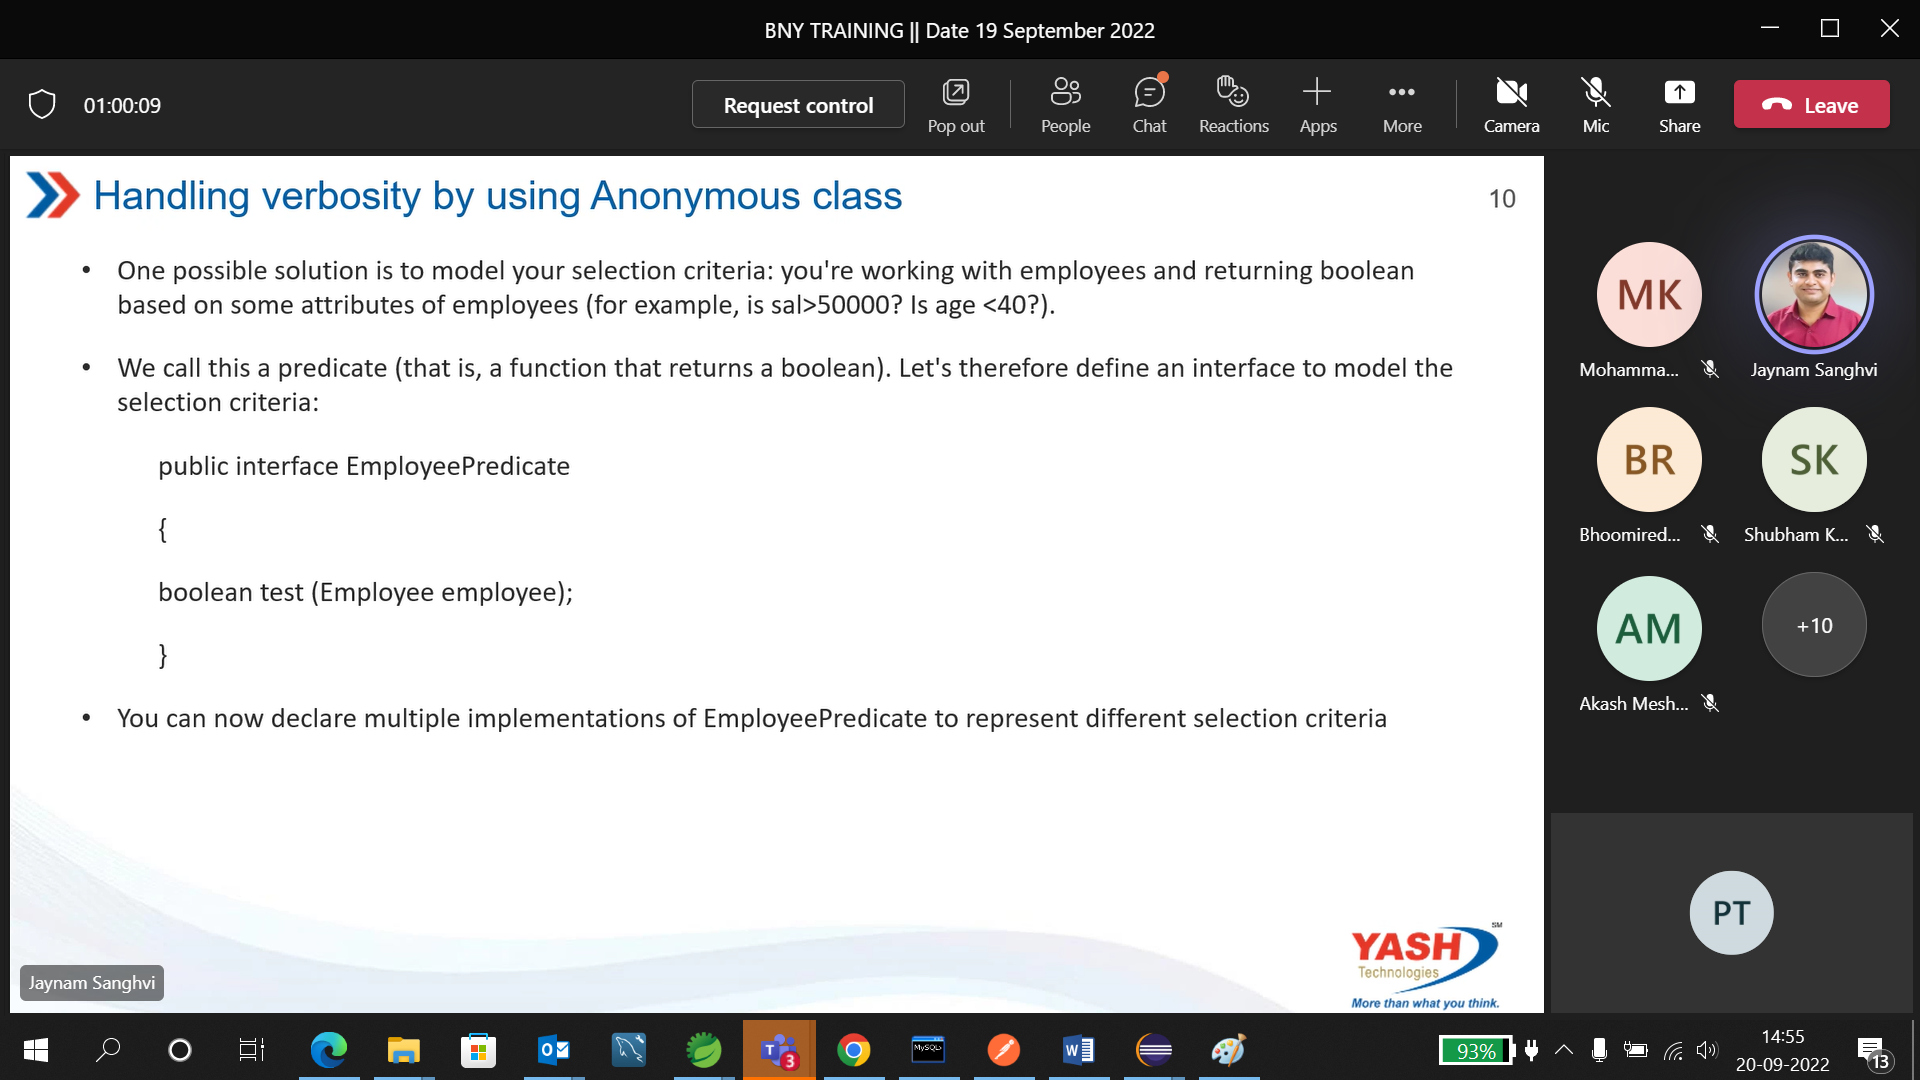 BNY TRAINING || Date 19 September 2022
01:00:09
Request control
Pop out
People
Chat
Reactions
Apps
More
Camera
Mic
Share
Leave
Handling verbosity by using Anonymous class
10
• One possible solution is to model your selection criteria: you're working with employees and returning boolean
based on some attributes of employees (for example, is sal>50000? Is age <40?).
• We call this a predicate (that is, a function that returns a boolean). Let's therefore define an interface to model the
selection criteria:
public interface EmployeePredicate
{
boolean test (Employee employee);
}
• You can now declare multiple implementations of EmployeePredicate to represent different selection criteria
YASH
SM
Technologies
More than what you think.
Jaynam Sanghvi
MK
Mohamma...
Jaynam Sanghvi
BR
Bhoomired...
SK
Shubham K...
AM
Akash Mesh...
+10
PT
T
3
MySQL
W
93%
14:55
20-09-2022
13